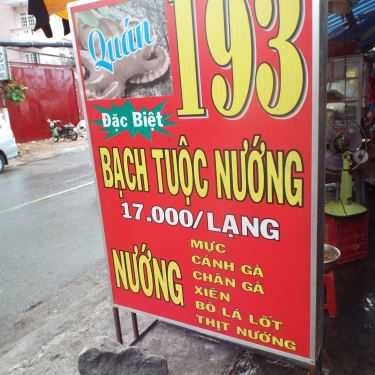 Quán 193
Đặc Biệt
BẠCH TUỘC NƯỚNG
17.000/LẠNG
NƯỚNG
MỰC
CÁNH GÀ
CHÂN GÀ
XIÊN
BÒ LÁ LỐT
THỊT NƯỚNG